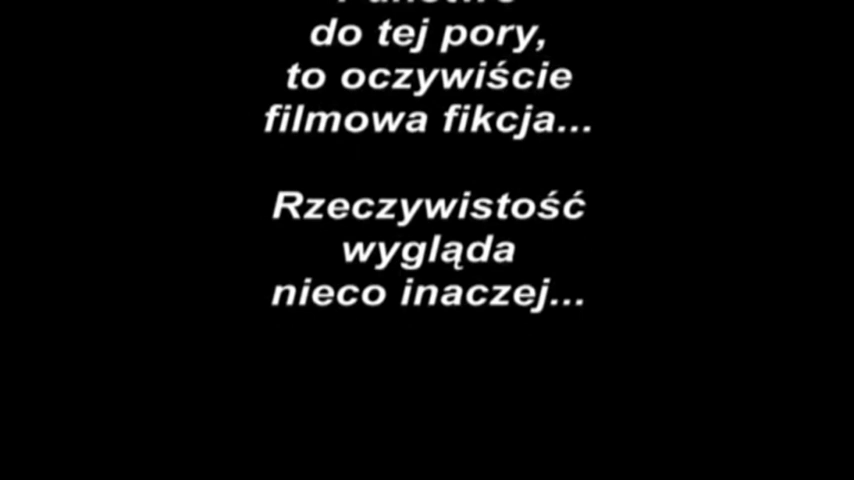 do tej pory,
to oczywiście
filmowa fikcja...
Rzeczywistość
wygląda
nieco inaczej...